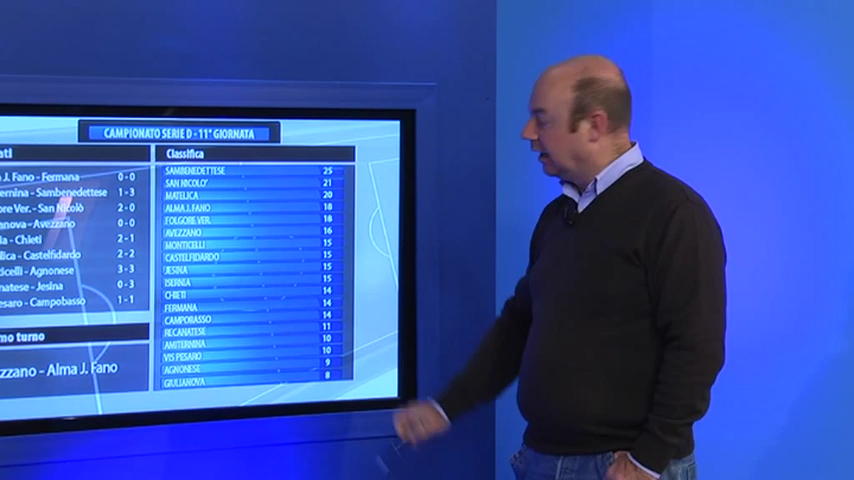 CAMPIONATO SERIE D - 11° GIORNATA
ati
J. Fano - Fermana 0-0
ernina - Sambenedettese 1-3
ore Ver. - San Nicolò 2-0
anova - Avezzano 0-0
ia - Chieti 2-1
lica - Castelfidardo 2-2
ticelli - Agnonese 3-3
natese - Jesina 0-3
esaro - Campobasso 1-1
mo turno
zzano - Alma J. Fano
Classifica
SAMBENEDETTESE 25
SAN NICOLO' 21
MATELICA 20
ALMA J. FANO 18
FOLGORE VER. 18
AVEZZANO 16
MONTICELLI 15
CASTELFIDARDO 15
JESINA 15
ISERNIA 15
CHIETI 14
FERMANA 14
CAMPOBASSO 14
RECANATESE 11
AMITERNINA 10
VIS PESARO 10
AGNONESE 9
GIULIANOVA 8